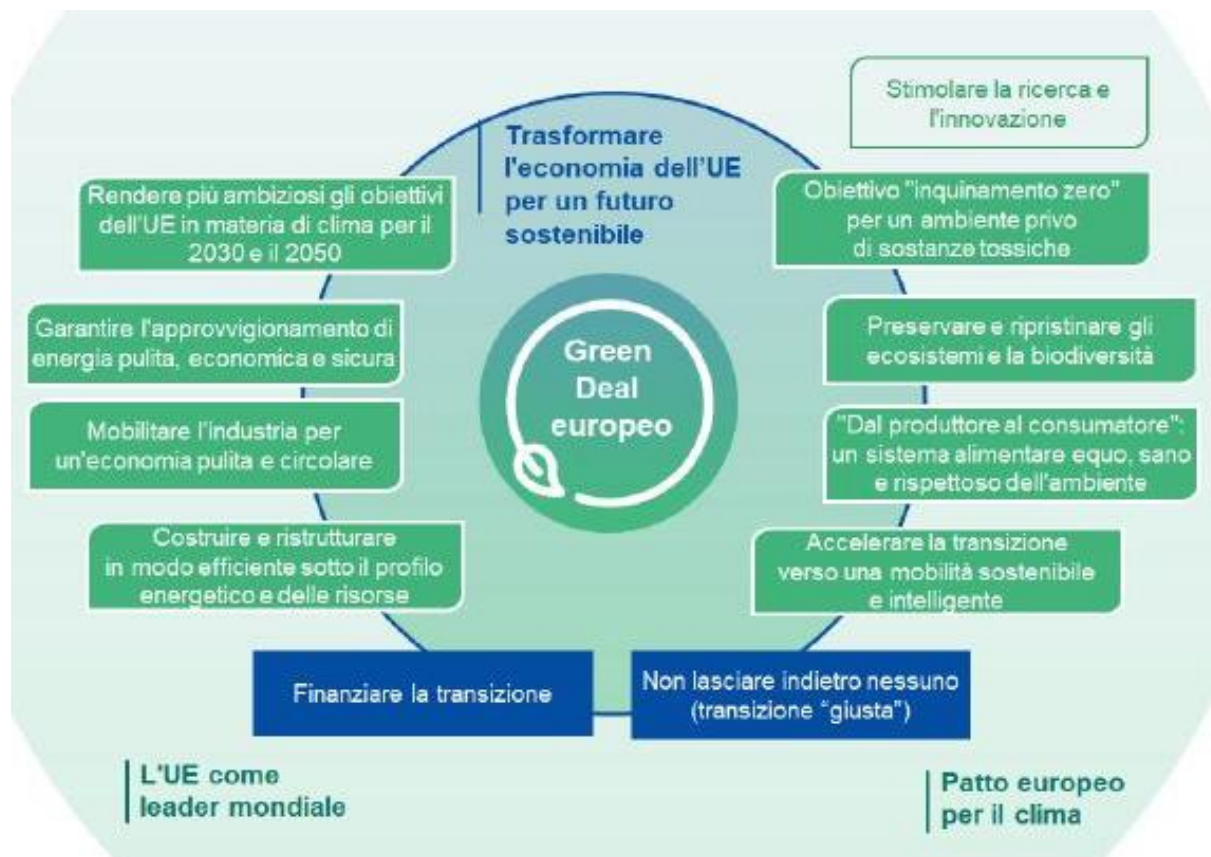 Stimolare la ricerca e
l'innovazione
Trasformare
l'economia dell'UE
per un futuro
sostenibile
Rendere più ambiziosi gli obiettivi
dell'UE in materia di clima per il
2030 e il 2050
Obiettivo "inquinamento zero"
per un ambiente privo
di sostanze tossiche
Garantire l'approvvigionamento di
energia pulita, economica e sicura
Green
Deal
europeo
Preservare e ripristinare gli
ecosistemi e la biodiversità
Mobilitare l'industria per
un'economia pulita e circolare
"Dal produttore al consumatore":
un sistema alimentare equo, sano
e rispettoso dell'ambiente
Costruire e ristrutturare
in modo efficiente sotto il profilo
energetico e delle risorse
Accelerare la transizione
verso una mobilità sostenibile
e intelligente
Finanziare la transizione
Non lasciare indietro nessuno
(transizione “giusta”)
L'UE come
leader mondiale
Patto europeo
per il clima